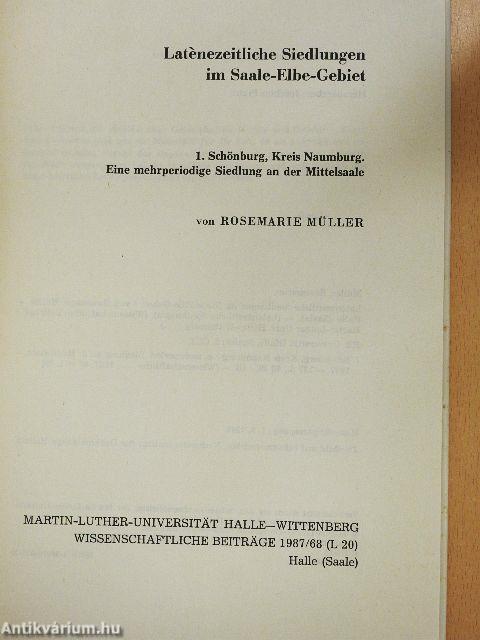 Latènezeitliche Siedlungen
im Saale-Elbe-Gebiet
1. Schönburg, Kreis Naumburg.
Eine mehrperiodige Siedlung an der Mittelsaale
von ROSEMARIE MÜLLER
MARTIN-LUTHER-UNIVERSITÄT HALLE—WITTENBERG
WISSENSCHAFTLICHE BEITRÄGE 1987/68 (L 20)
Halle (Saale)
Antikvárium.hu